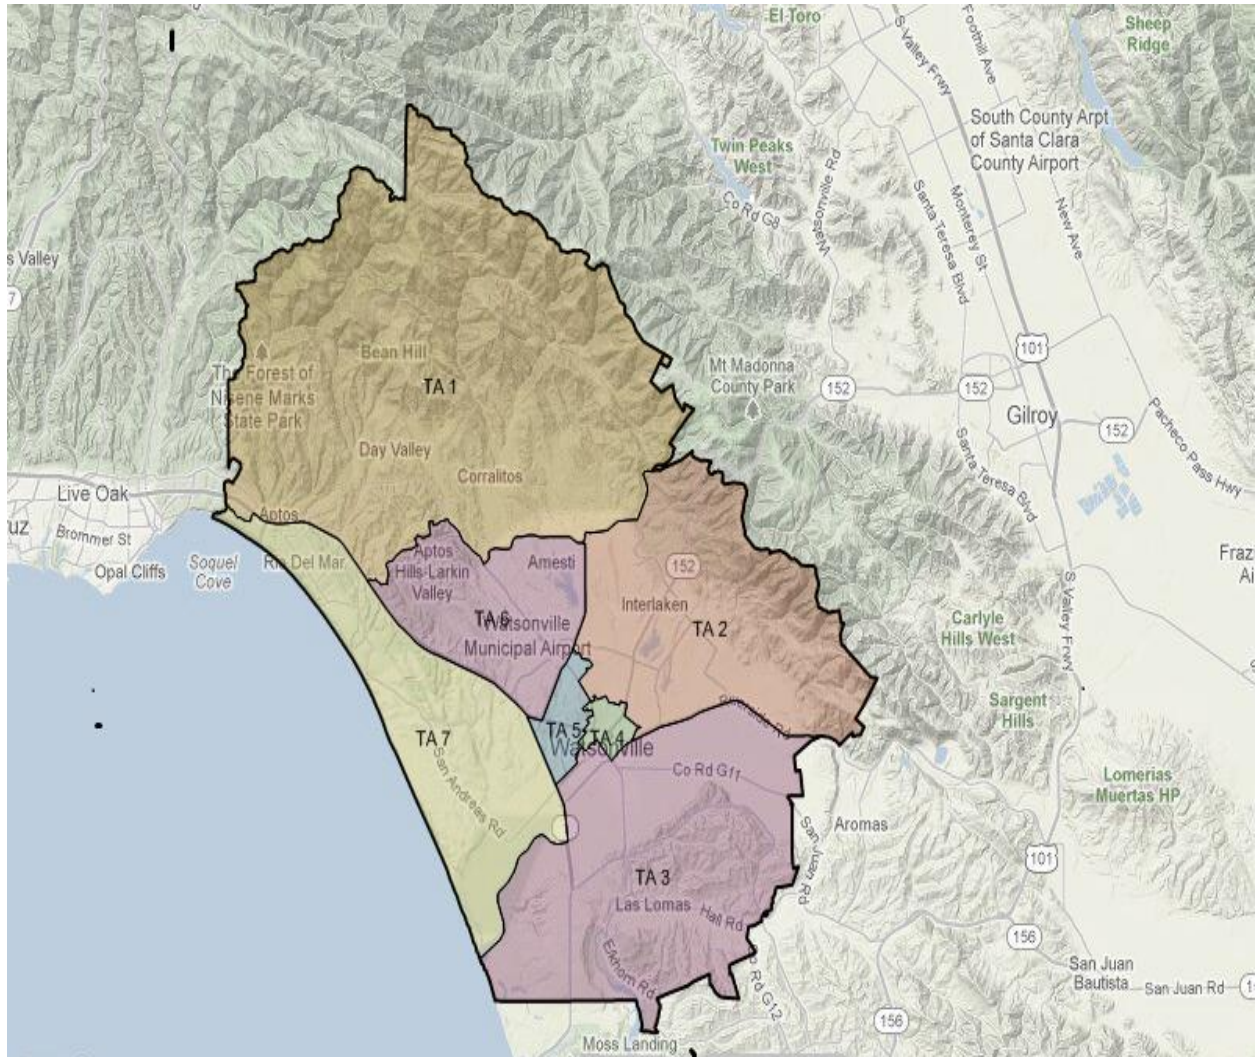 El Toro
Sheep
Ridge
S Valley Frwy
Foothill Ave
South County Arpt
of Santa Clara
County Airport
Twin Peaks
West
Co Rd G8
Watsonville Rd
Santa Teresa Blvd
Monterey St
New Ave
s Valley
101
Bean Hill
The Forest of
Nisene Marks
State Park
TA 1
Mt Madonna
County Park
152
152
Gilroy
152
Pacheco Pass Hwy
Day Valley
Corralitos
Santa Teresa Blvd
Live Oak
Aptos
uz
Brommer St
Opal Cliffs
Soquel
Cove
Rio Del Mar
Aptos
Hills-Larkin
Valley
Amesti
152
Interlaken
TA 2
Fraz
Ai
S Valley Frwy
TA 6
Watsonville
Municipal Airport
Carlyle
Hills West
Sargent
Hills
TA 7
TA 5
TA 4
Watsonville
San Andreas Rd
Co Rd G11
Lomerias
Muertas HP
San Juan Rd
Aromas
101
TA 3
Las Lomas
Hall Rd
Elkhorn Rd
156
San Juan
Bautista
San Juan Rd
156
Moss Landing